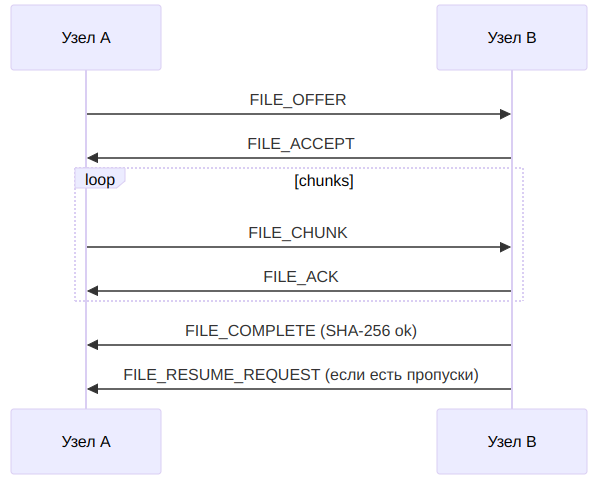 Узел A
Узел B
FILE_OFFER
FILE_ACCEPT
loop
[chunks]
FILE_CHUNK
FILE_ACK
FILE_COMPLETE (SHA-256 ok)
FILE_RESUME_REQUEST (если есть пропуски)
Узел A
Узел B